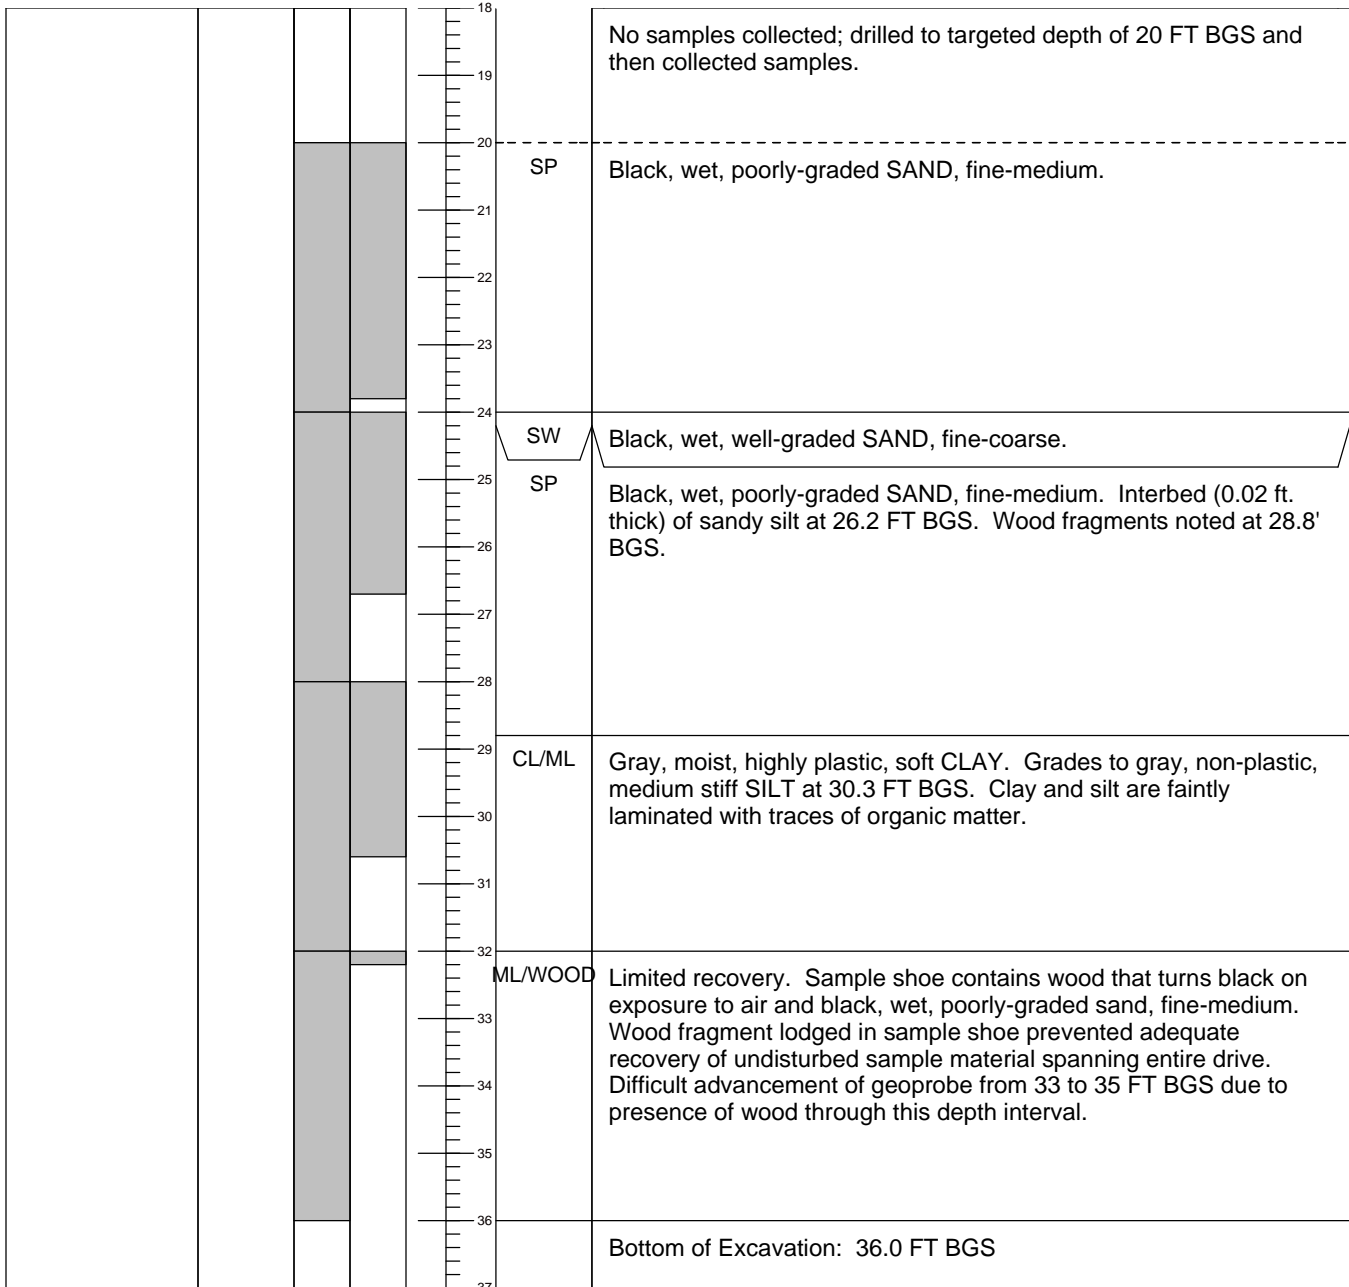 18
No samples collected; drilled to targeted depth of 20 FT BGS and
then collected samples.
19
20
SP
Black, wet, poorly-graded SAND, fine-medium.
21
22
23
24
SW
Black, wet, well-graded SAND, fine-coarse.
25
SP
Black, wet, poorly-graded SAND, fine-medium.  Interbed (0.02 ft.
thick) of sandy silt at 26.2 FT BGS.  Wood fragments noted at 28.8'
BGS.
26
27
28
29
CL/ML
Gray, moist, highly plastic, soft CLAY.  Grades to gray, non-plastic,
medium stiff SILT at 30.3 FT BGS.  Clay and silt are faintly
laminated with traces of organic matter.
30
31
32
ML/WOOD
Limited recovery.  Sample shoe contains wood that turns black on
exposure to air and black, wet, poorly-graded sand, fine-medium.
Wood fragment lodged in sample shoe prevented adequate
recovery of undisturbed sample material spanning entire drive.
Difficult advancement of geoprobe from 33 to 35 FT BGS due to
presence of wood through this depth interval.
33
34
35
36
Bottom of Excavation:  36.0 FT BGS
37